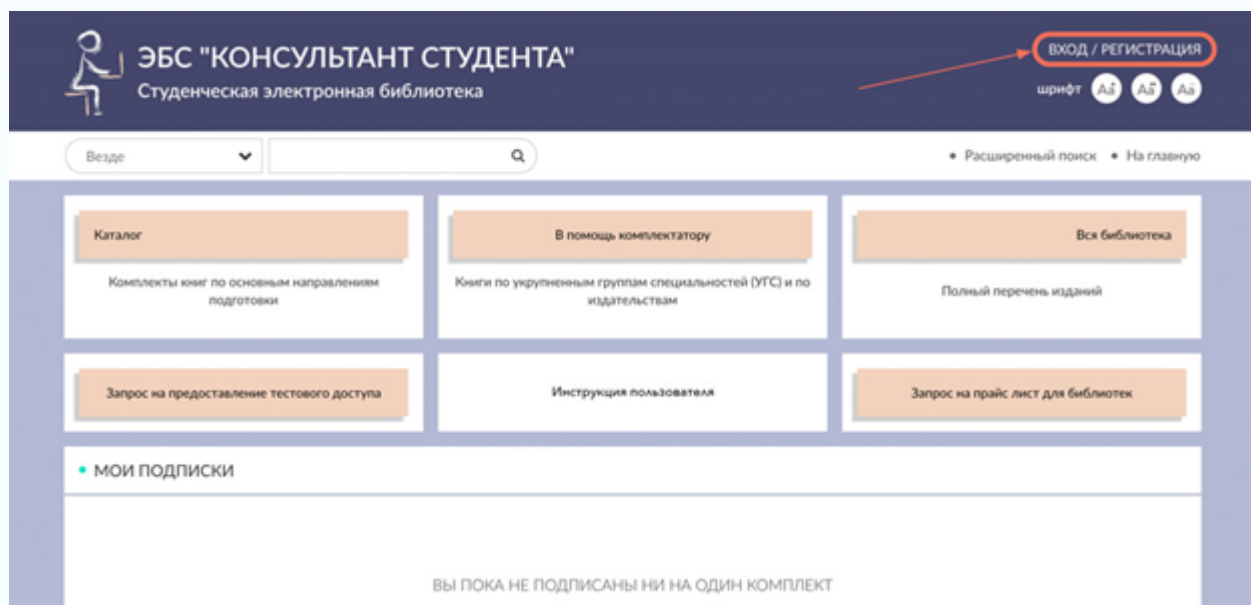 ЭБС "КОНСУЛЬТАНТ СТУДЕНТА"
Студенческая электронная библиотека
ВХОД / РЕГИСТРАЦИЯ
шрифт Аа Аа Аа
Везде
• Расширенный поиск • На главную
Каталог
Комплекты книг по основным направлениям
подготовки
В помощь комплектатору
Книги по укрупненным группам специальностей (УГС) и по
издательствам
Вся библиотека
Полный перечень изданий
Запрос на предоставление тестового доступа
Инструкция пользователя
Запрос на прайс лист для библиотек
• МОИ ПОДПИСКИ
ВЫ ПОКА НЕ ПОДПИСАНЫ НИ НА ОДИН КОМПЛЕКТ